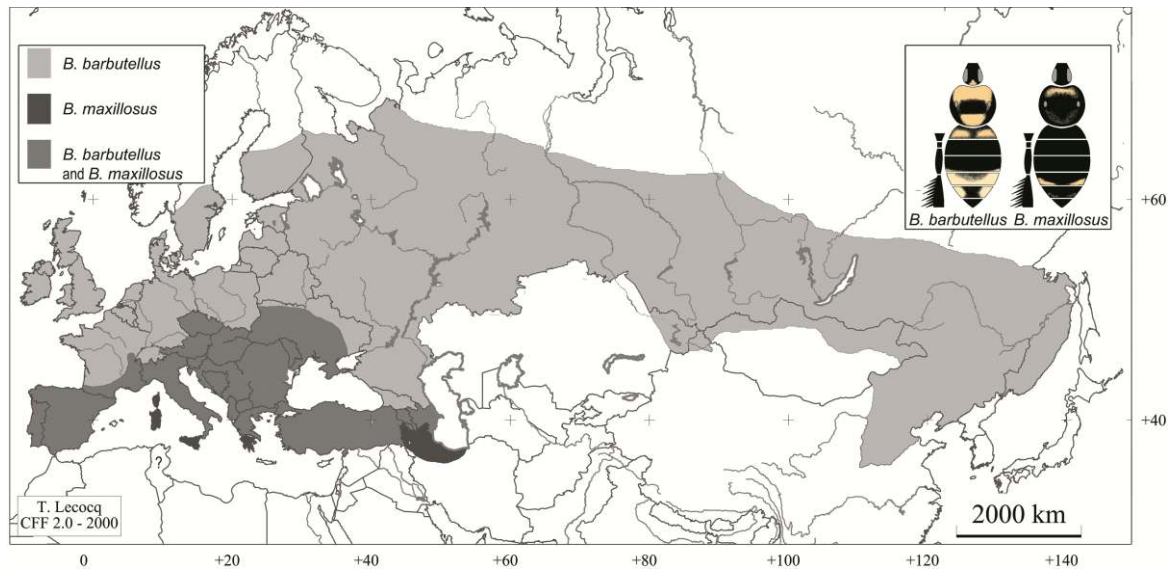 B. barbutellus
B. maxillosus
B. barbutellus
and B. maxillosus
B. barbutellus B. maxillosus
+60
+40
?
T. Lecocq
CFF 2.0 - 2000
2000 km
0 +20 +40 +60 +80 +100 +120 +140